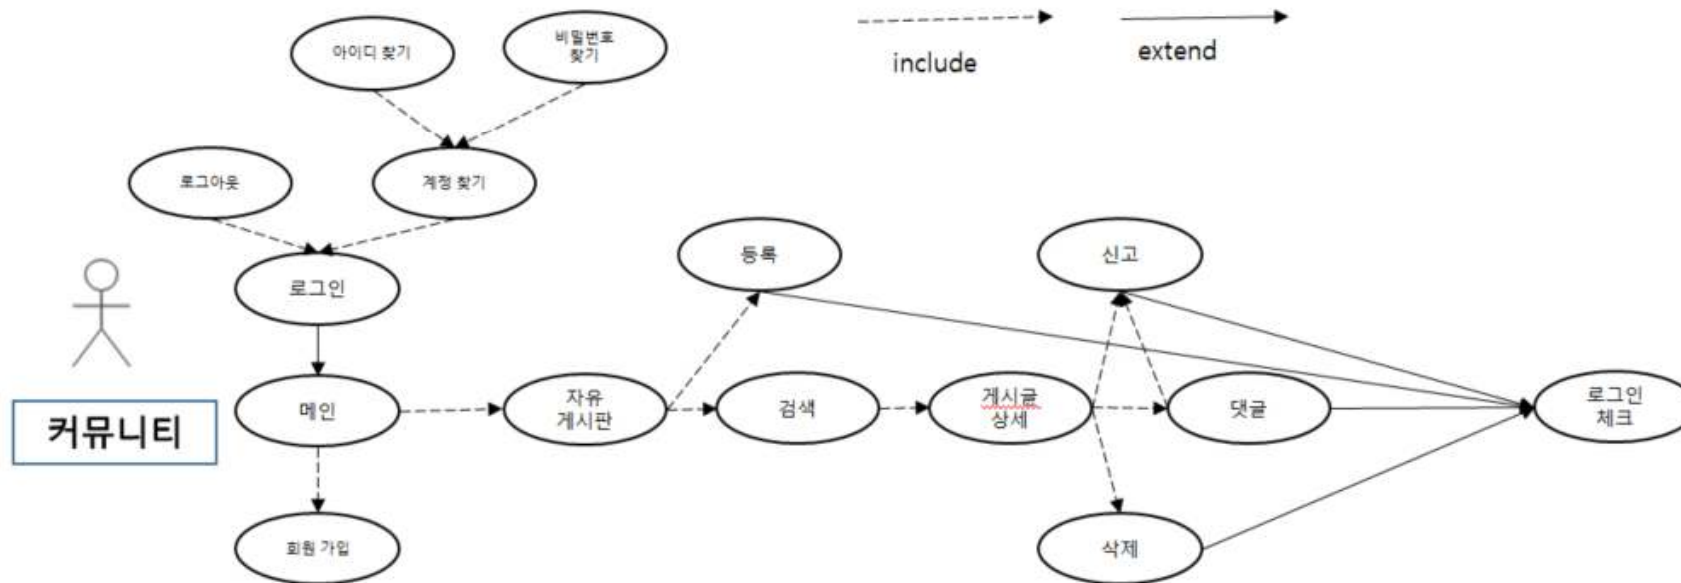 아이디 찾기
비밀번호
찾기
include
extend
로그아웃
계정 찾기
등록
신고
로그인
커뮤니티
메인
자유
게시판
검색
게시글
상세
댓글
로그인
체크
회원 가입
삭제